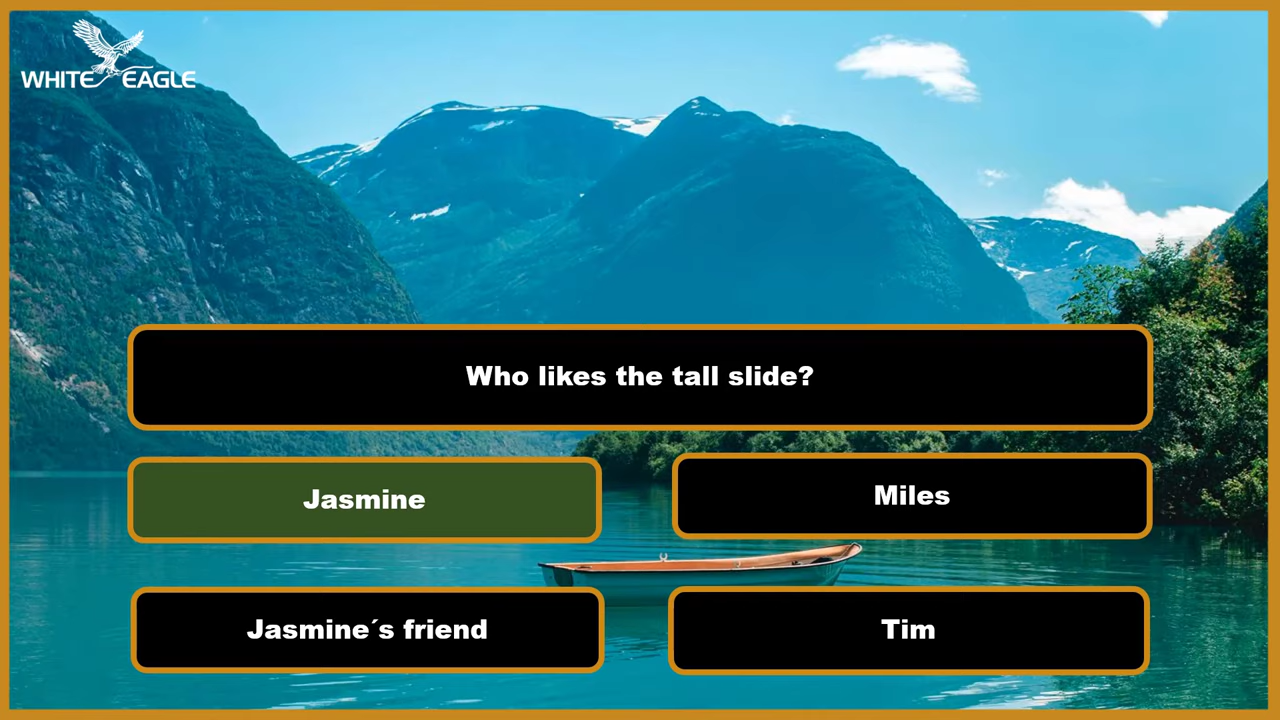 WHITE EAGLE
Who likes the tall slide?
Jasmine
Miles
Jasmine´s friend
Tim